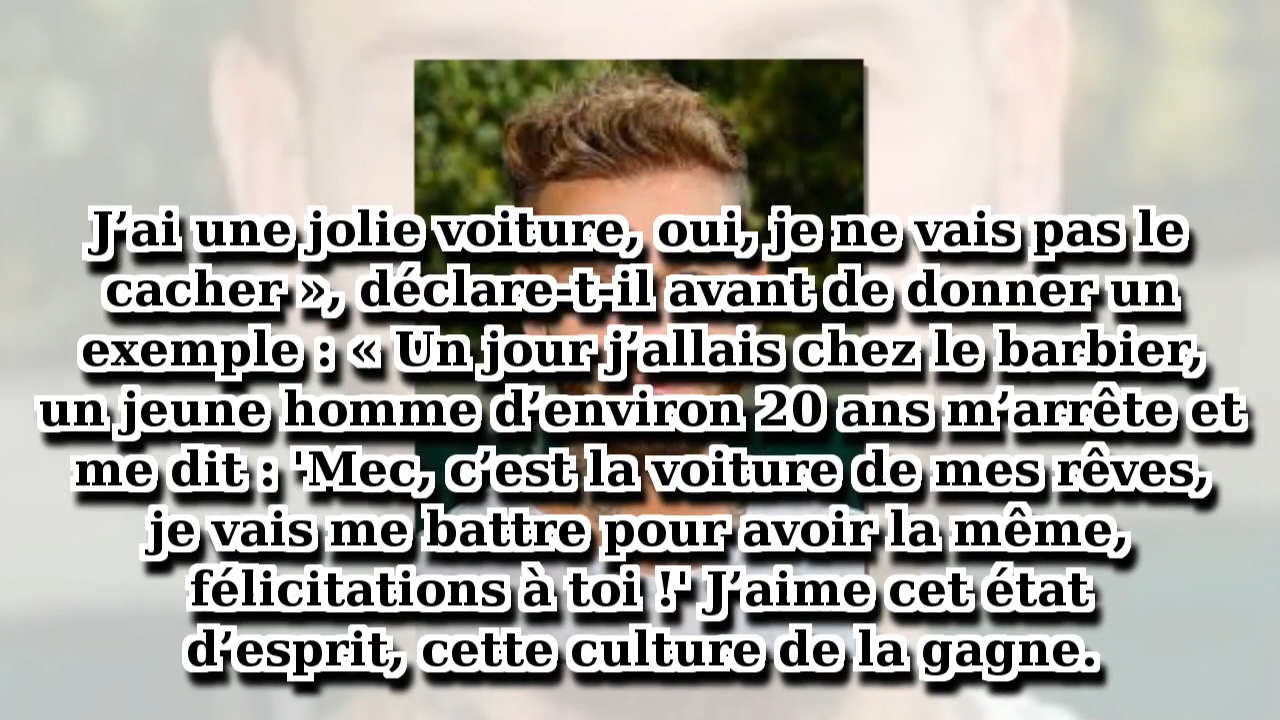 J’ai une jolie voiture, oui, je ne vais pas le
cacher », déclare-t-il avant de donner un
exemple : « Un jour j’allais chez le barbier,
un jeune homme d’environ 20 ans m’arrête et
me dit : 'Mec, c’est la voiture de mes rêves,
je vais me battre pour avoir la même,
félicitations à toi !' J’aime cet état
d’esprit, cette culture de la gagne.